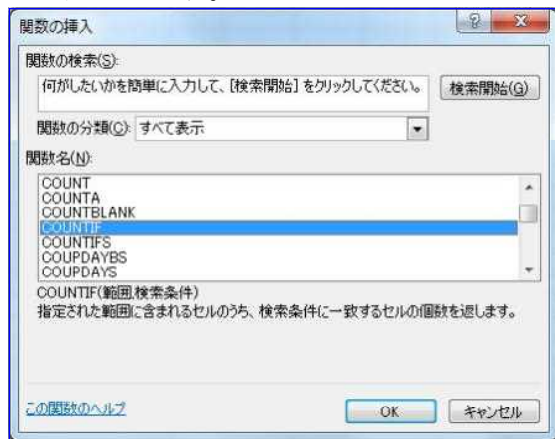 関数の挿入
関数の検索(S):
何がしたいかを簡単に入力して、[検索開始] をクリックしてください。
検索開始(G)
関数の分類(C): すべて表示
関数名(N):
COUNT
COUNTA
COUNTBLANK
COUNTIF
COUNTIFS
COUPDAYBS
COUPDAYS
COUNTIF(範囲,検索条件)
指定された範囲に含まれるセルのうち、検索条件に一致するセルの個数を返します。
この関数のヘルプ
OK
キャンセル